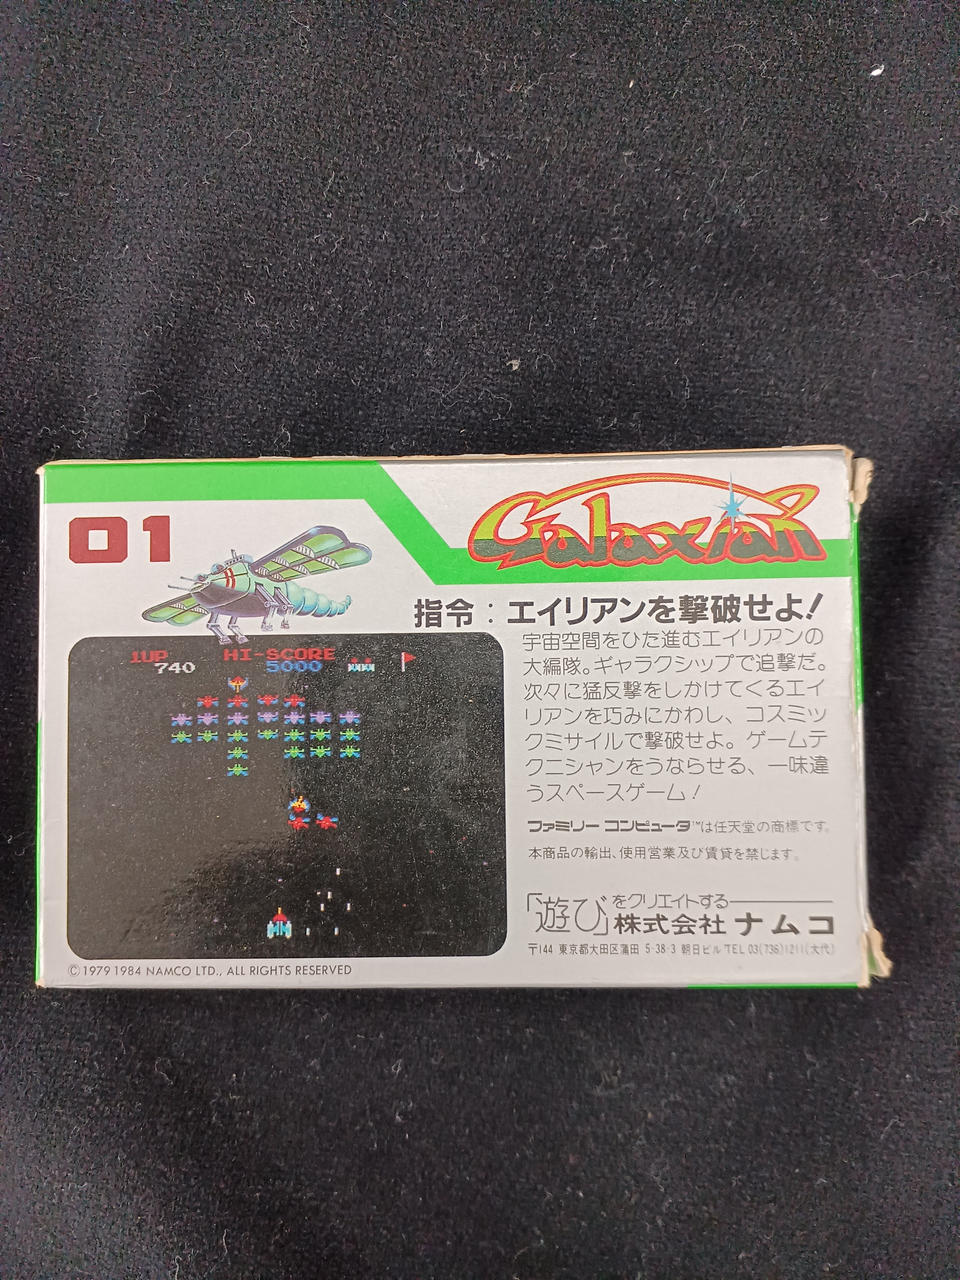 01
Galaxian
指令：エイリアンを撃破せよ！
1UP HI-SCORE
740 5000
宇宙空間をひた進むエイリアンの
大編隊。ギャラクシップで追撃だ。
次々に猛反撃をしかけてくるエイ
リアンを巧みにかわし、コスミッ
クミサイルで撃破せよ。ゲームテ
クニシャンをうならせる、一味違
うスペースゲーム！
ファミリーコンピュータ™は任天堂の商標です。
本商品の輸出、使用営業及び賃貸を禁じます。
「遊び」をクリエイトする
株式会社ナムコ
〒144 東京都大田区蒲田 5-38-3 朝日ビル TEL 03(736)1211(大代)
© 1979 1984 NAMCO LTD., ALL RIGHTS RESERVED